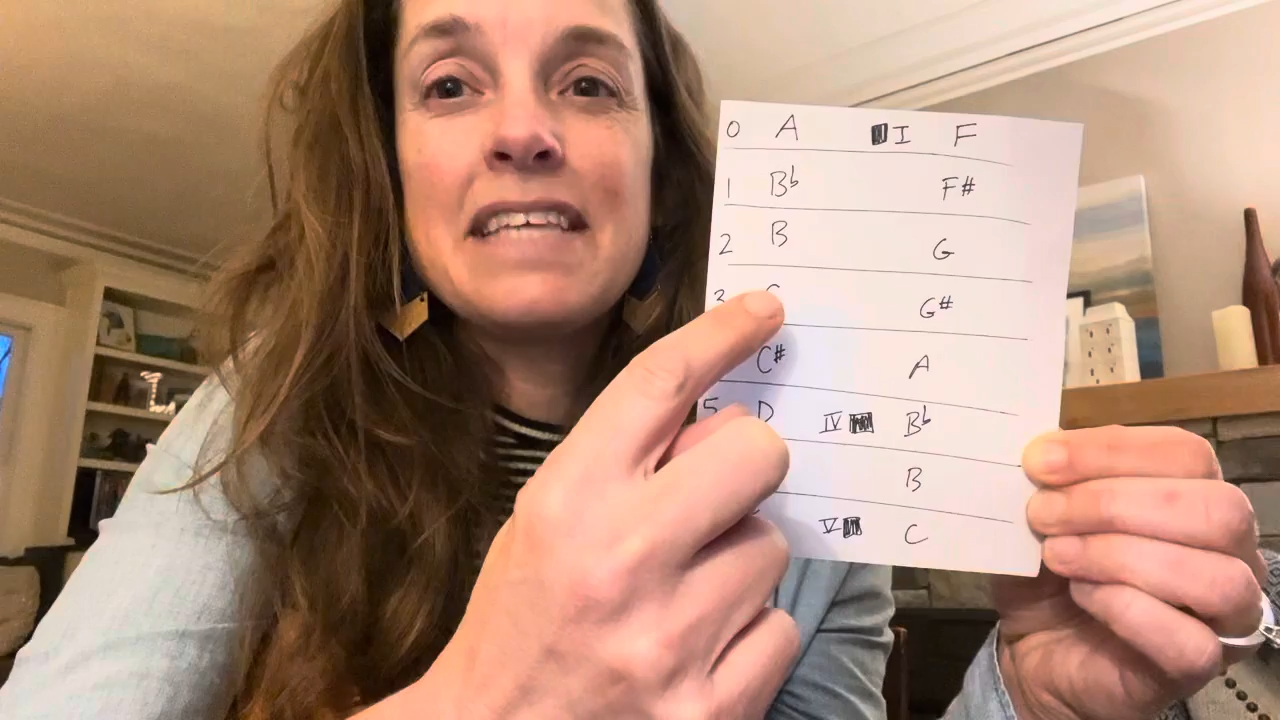 0 A I F
1 B♭ F#
2 B G
3 C G#
C# A
5 D IV B♭
B
V C